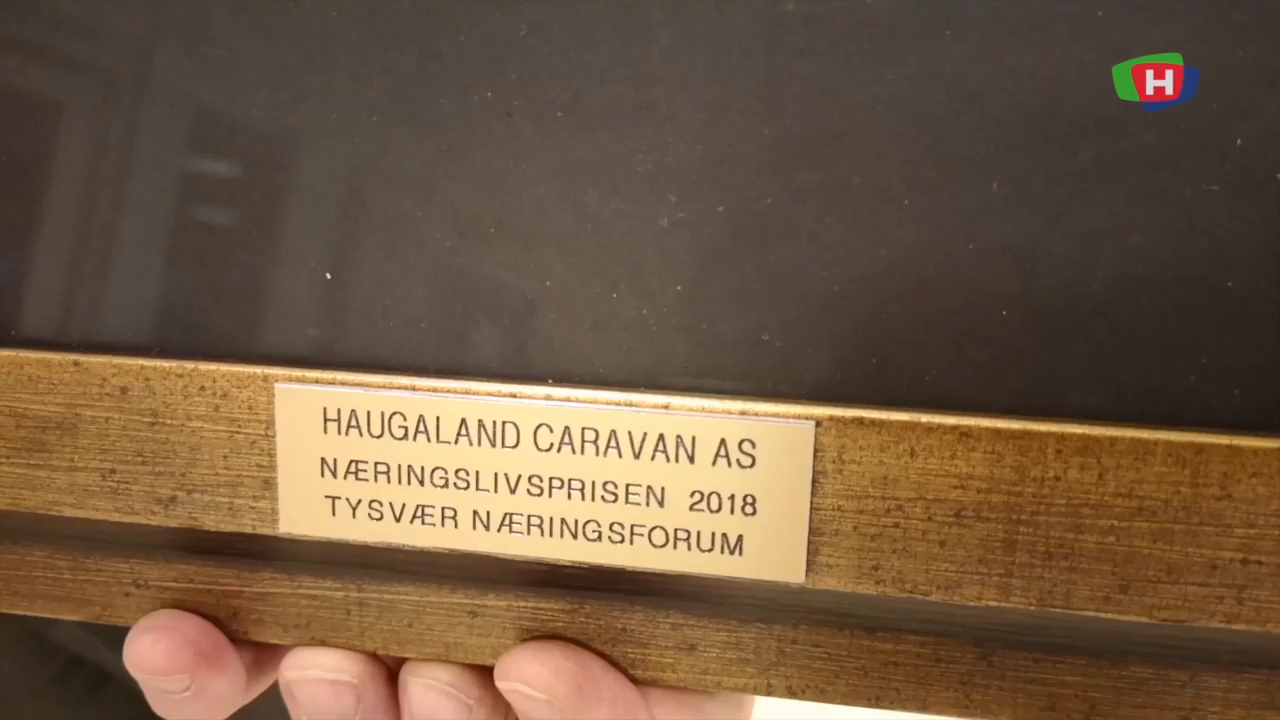 H
HAUGALAND CARAVAN AS
NÆRINGSLIVSPRISEN 2018
TYSVÆR NÆRINGSFORUM